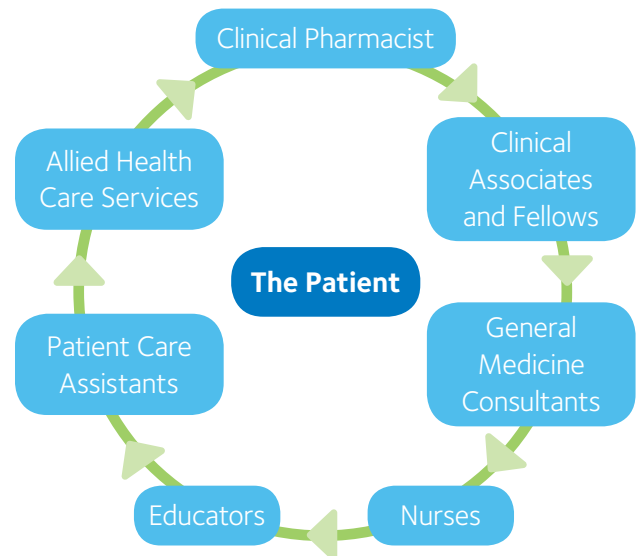 Clinical Pharmacist
Clinical
Associates
and Fellows
General
Medicine
Consultants
Nurses
Educators
Patient Care
Assistants
Allied Health
Care Services
The Patient